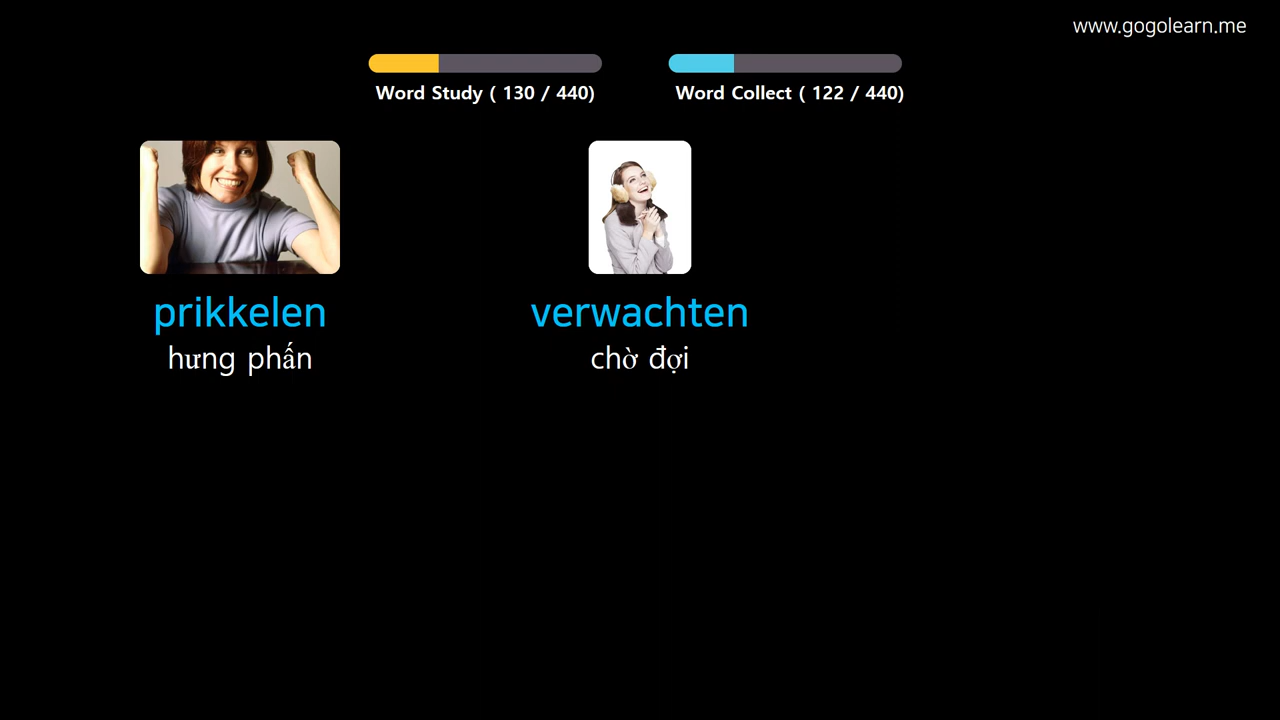 www.gogolearn.me
Word Study ( 130 / 440)
Word Collect ( 122 / 440)
prikkelen
verwachten
hưng phấn
chờ đợi